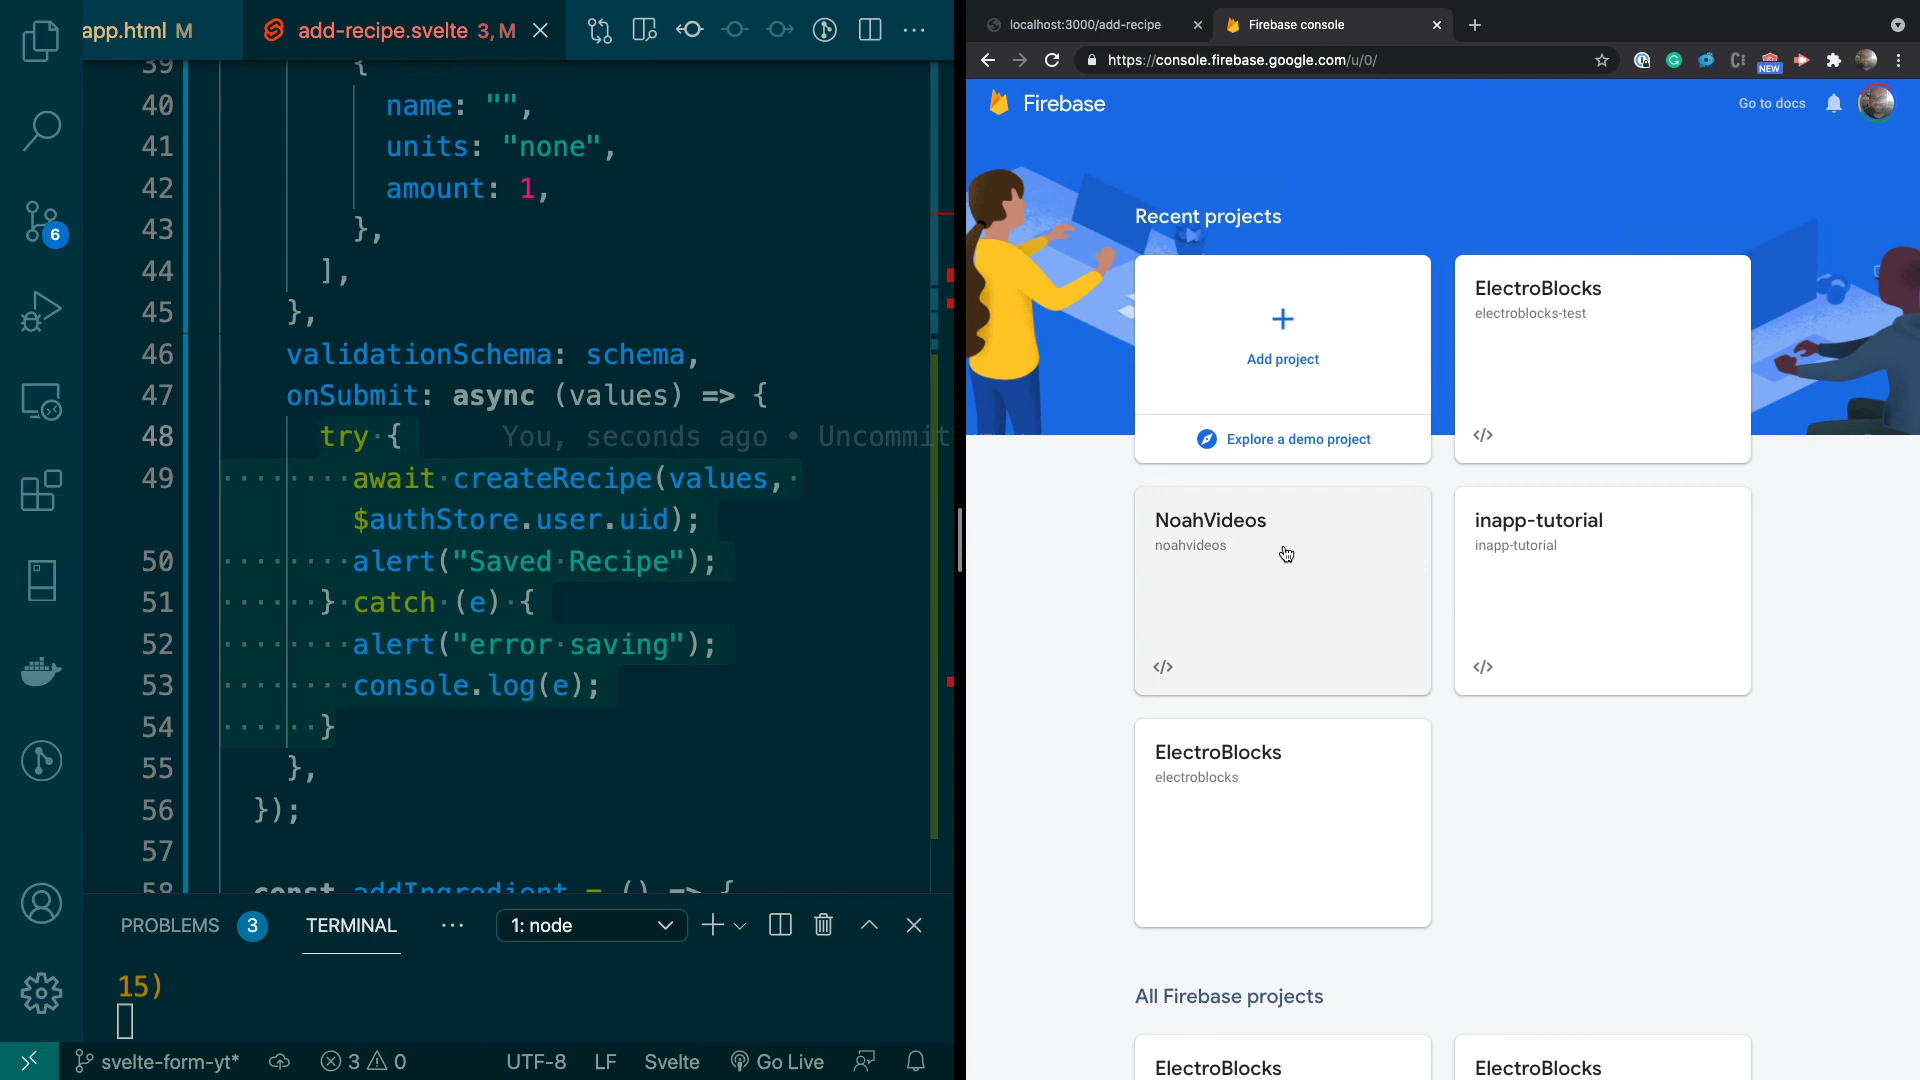 app.html M
add-recipe.svelte 3, M
39 {
40 name: "",
41 units: "none",
42 amount: 1,
43 },
44 ],
45 },
46 validationSchema: schema,
47 onSubmit: async (values) => {
48 try { You, seconds ago • Uncommit
49 await createRecipe(values,
$authStore.user.uid);
50 alert("Saved Recipe");
51 } catch (e) {
52 alert("error saving");
53 console.log(e);
54 }
55 },
56 });
57
58 const addIngredient = () => {
6
PROBLEMS 3 TERMINAL ··· 1: node
15)
svelte-form-yt* 3 0 UTF-8 LF Svelte Go Live
localhost:3000/add-recipe
Firebase console
https://console.firebase.google.com/u/0/
NEW
Firebase
Go to docs
Recent projects
Add project
Explore a demo project
ElectroBlocks
electroblocks-test
</>
NoahVideos
noahvideos
</>
inapp-tutorial
inapp-tutorial
</>
ElectroBlocks
electroblocks
All Firebase projects
ElectroBlocks
ElectroBlocks